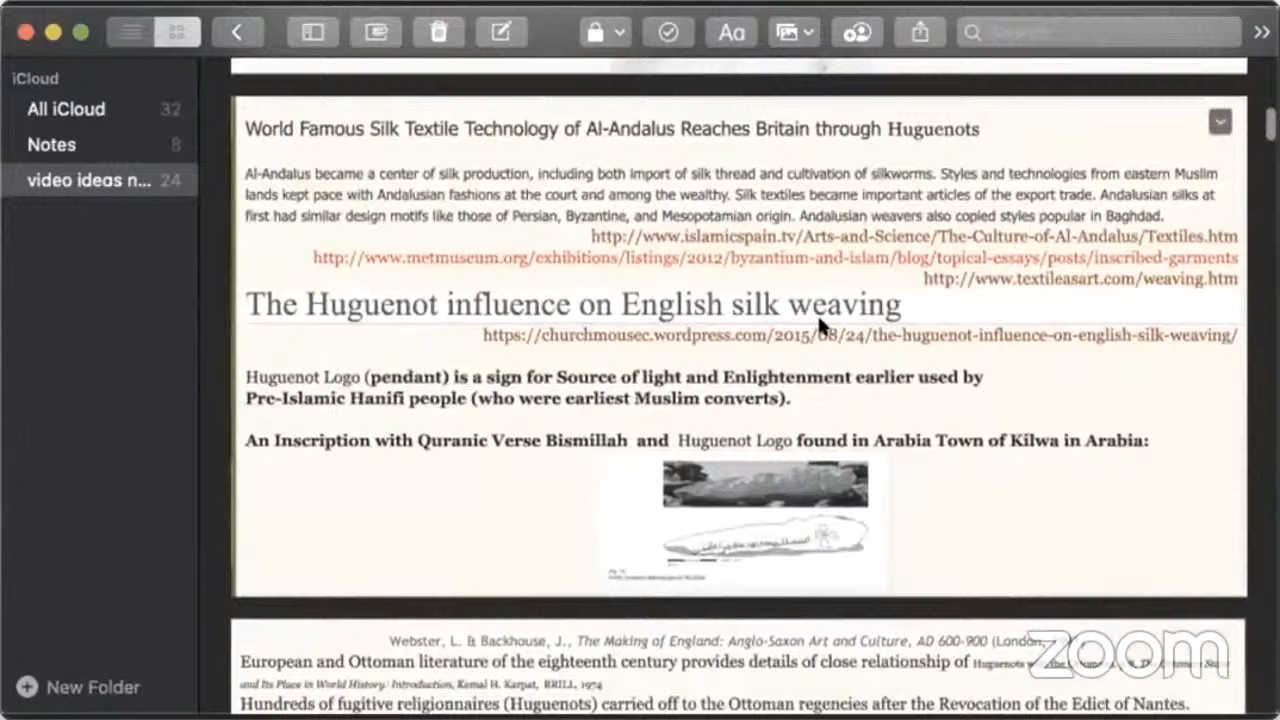 Aa
iCloud
All iCloud 32
Notes 8
video ideas n... 24
World Famous Silk Textile Technology of Al-Andalus Reaches Britain through Huguenots
Al-Andalus became a center of silk production, including both import of silk thread and cultivation of silkworms. Styles and technologies from eastern Muslim
lands kept pace with Andalusian fashions at the court and among the wealthy. Silk textiles became important articles of the export trade. Andalusian silks at
first had similar design motifs like those of Persian, Byzantine, and Mesopotamian origin. Andalusian weavers also copied styles popular in Baghdad.
http://www.islamicspain.tv/Arts-and-Science/The-Culture-of-Al-Andalus/Textiles.htm
http://www.metmuseum.org/exhibitions/listings/2012/byzantium-and-islam/blog/topical-essays/posts/inscribed-garments
http://www.textileasart.com/weaving.htm
The Huguenot influence on English silk weaving
https://churchmousec.wordpress.com/2015/08/24/the-huguenot-influence-on-english-silk-weaving/
Huguenot Logo (pendant) is a sign for Source of light and Enlightenment earlier used by
Pre-Islamic Hanifi people (who were earliest Muslim converts).
An Inscription with Quranic Verse Bismillah and Huguenot Logo found in Arabia Town of Kilwa in Arabia:
Webster, L. & Backhouse, J., The Making of England: Anglo-Saxon Art and Culture, AD 600-900 (London,
European and Ottoman literature of the eighteenth century provides details of close relationship of Huguenots
and Its Place in World History: Introduction, Kemal H. Karpat, BRILL, 1974
Hundreds of fugitive religionnaires (Huguenots) carried off to the Ottoman regencies after the Revocation of the Edict of Nantes.
New Folder
zoom